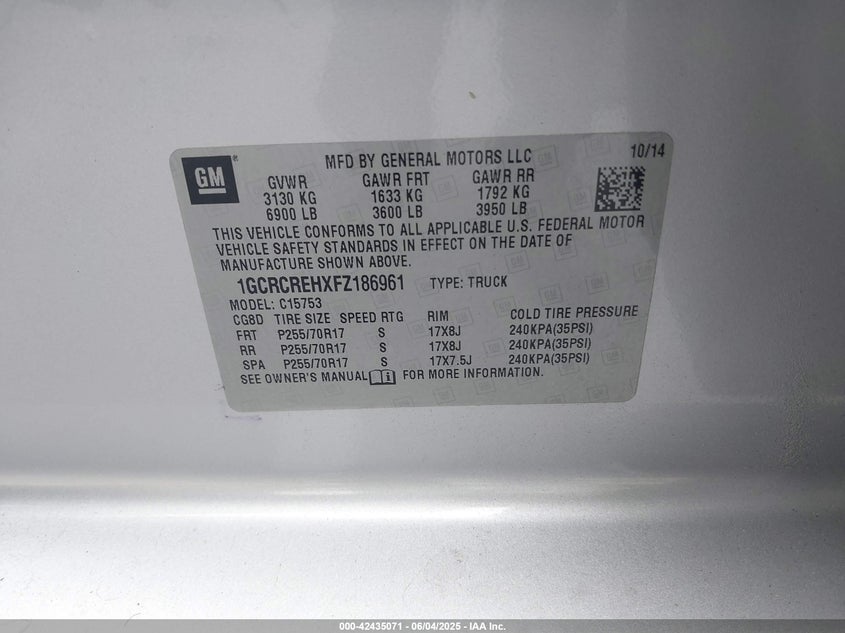 GM
MFD BY GENERAL MOTORS LLC
10/14
GVWR GAWR FRT GAWR RR
3130 KG 1633 KG 1792 KG
6900 LB 3600 LB 3950 LB
THIS VEHICLE CONFORMS TO ALL APPLICABLE U.S. FEDERAL MOTOR
VEHICLE SAFETY STANDARDS IN EFFECT ON THE DATE OF
MANUFACTURE SHOWN ABOVE.
1GCRCREHXFZ186961 TYPE: TRUCK
MODEL: C15753
CG8D TIRE SIZE SPEED RTG RIM COLD TIRE PRESSURE
FRT P255/70R17 S 17X8J 240KPA(35PSI)
RR P255/70R17 S 17X8J 240KPA(35PSI)
SPA P255/70R17 S 17X7.5J 240KPA(35PSI)
SEE OWNER'S MANUAL FOR MORE INFORMATION.
000-42435071 - 06/04/2025 - IAA Inc.